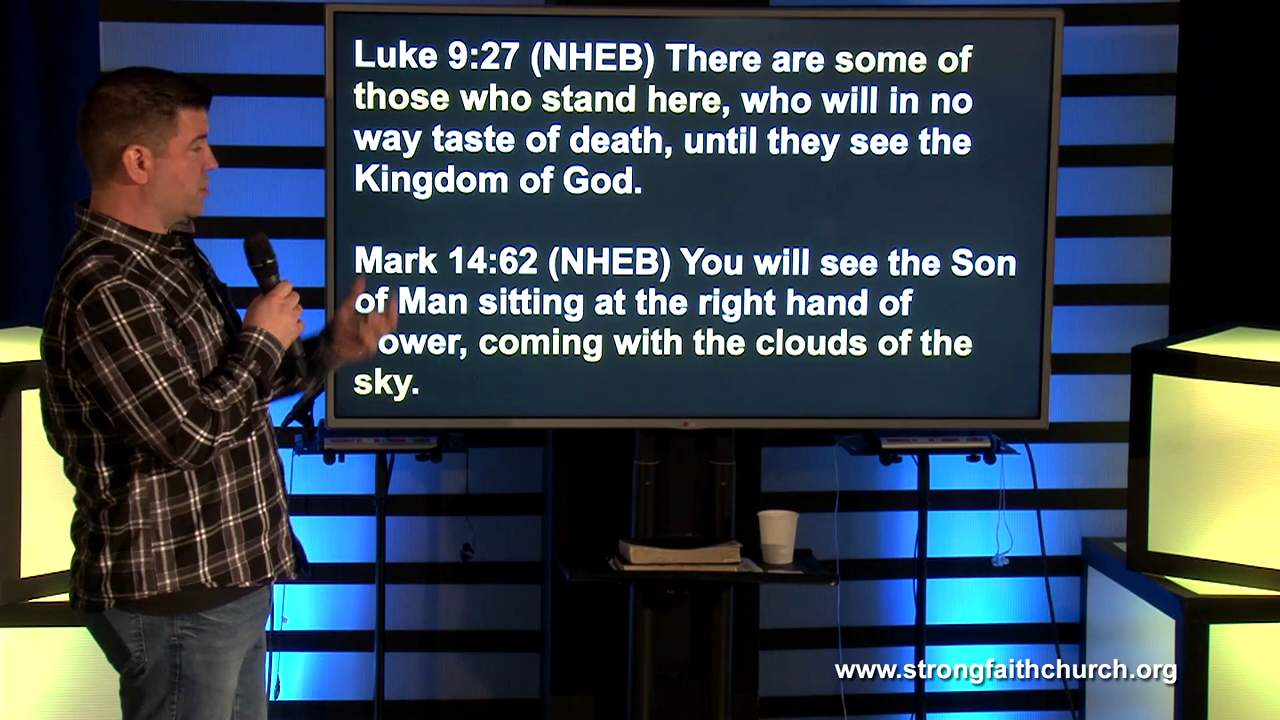 Luke 9:27 (NHEB) There are some of
those who stand here, who will in no
way taste of death, until they see the
Kingdom of God.
Mark 14:62 (NHEB) You will see the Son
of Man sitting at the right hand of
ower, coming with the clouds of the
sky.
www.strongfaithchurch.org